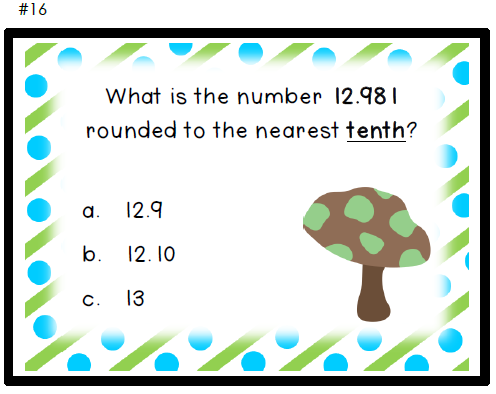 #16
What is the number 12.981
rounded to the nearest tenth?
a. 12.9
b. 12.10
c. 13